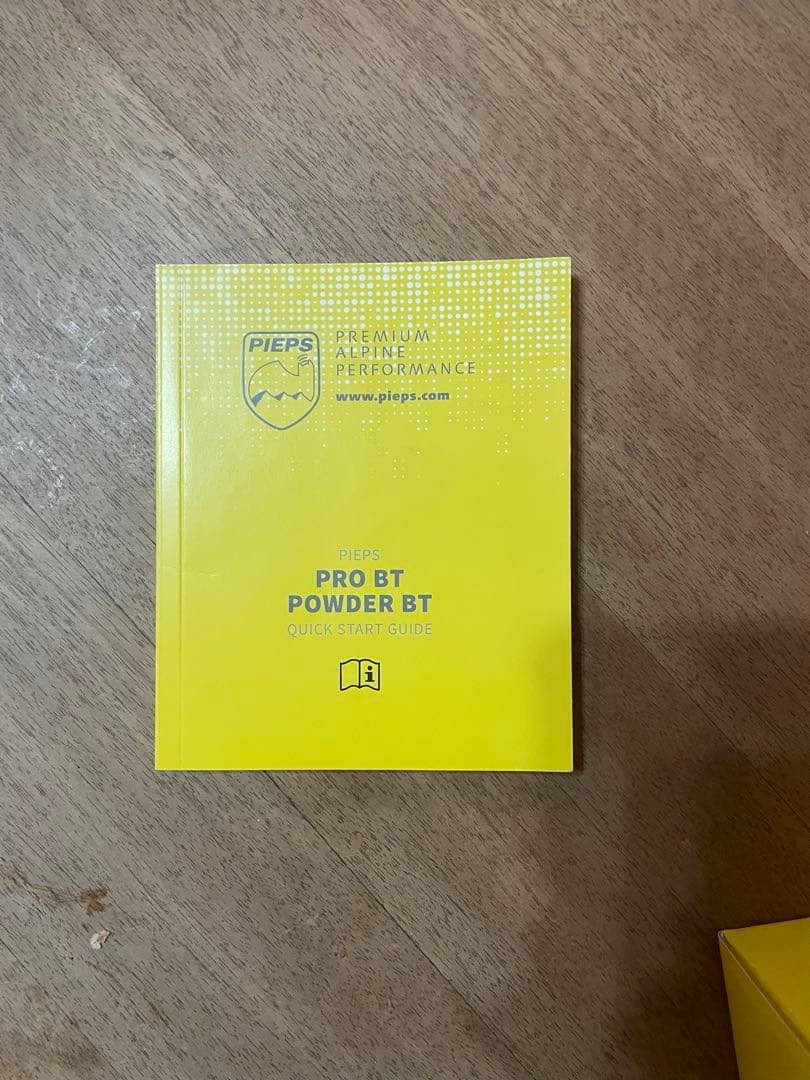 PIEPS
PREMIUM
ALPINE
PERFORMANCE
www.pieps.com
PIEPS
PRO BT
POWDER BT
QUICK START GUIDE
i